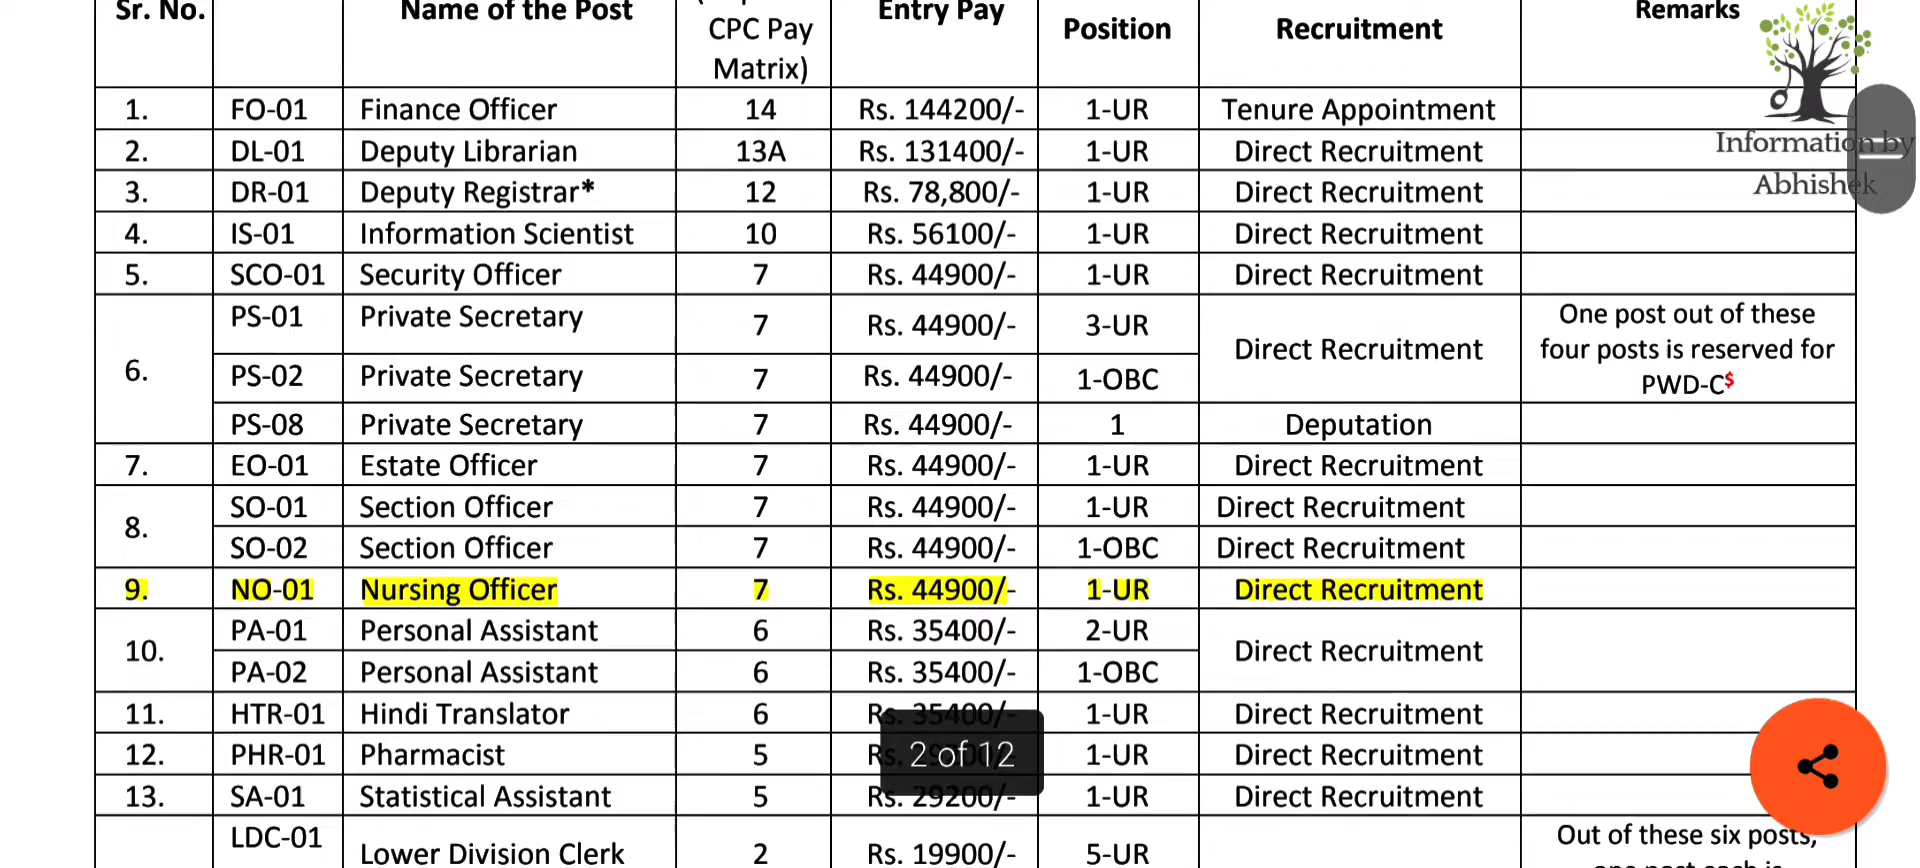 Sr. No. Name of the Post CPC Pay Matrix) Entry Pay Position Recruitment Remarks
1. FO-01 Finance Officer 14 Rs. 144200/- 1-UR Tenure Appointment
2. DL-01 Deputy Librarian 13A Rs. 131400/- 1-UR Direct Recruitment
3. DR-01 Deputy Registrar* 12 Rs. 78,800/- 1-UR Direct Recruitment
4. IS-01 Information Scientist 10 Rs. 56100/- 1-UR Direct Recruitment
5. SCO-01 Security Officer 7 Rs. 44900/- 1-UR Direct Recruitment
6. PS-01 Private Secretary 7 Rs. 44900/- 3-UR Direct Recruitment One post out of these four posts is reserved for PWD-C$
PS-02 Private Secretary 7 Rs. 44900/- 1-OBC
PS-08 Private Secretary 7 Rs. 44900/- 1 Deputation
7. EO-01 Estate Officer 7 Rs. 44900/- 1-UR Direct Recruitment
8. SO-01 Section Officer 7 Rs. 44900/- 1-UR Direct Recruitment
SO-02 Section Officer 7 Rs. 44900/- 1-OBC Direct Recruitment
9. NO-01 Nursing Officer 7 Rs. 44900/- 1-UR Direct Recruitment
10. PA-01 Personal Assistant 6 Rs. 35400/- 2-UR Direct Recruitment
PA-02 Personal Assistant 6 Rs. 35400/- 1-OBC
11. HTR-01 Hindi Translator 6 Rs. 35400/- 1-UR Direct Recruitment
12. PHR-01 Pharmacist 5 Rs. 1-UR Direct Recruitment
13. SA-01 Statistical Assistant 5 Rs. 29200/- 1-UR Direct Recruitment
LDC-01 Lower Division Clerk 2 Rs. 19900/- 5-UR Out of these six posts,
Information by
Abhishek
2 of 12